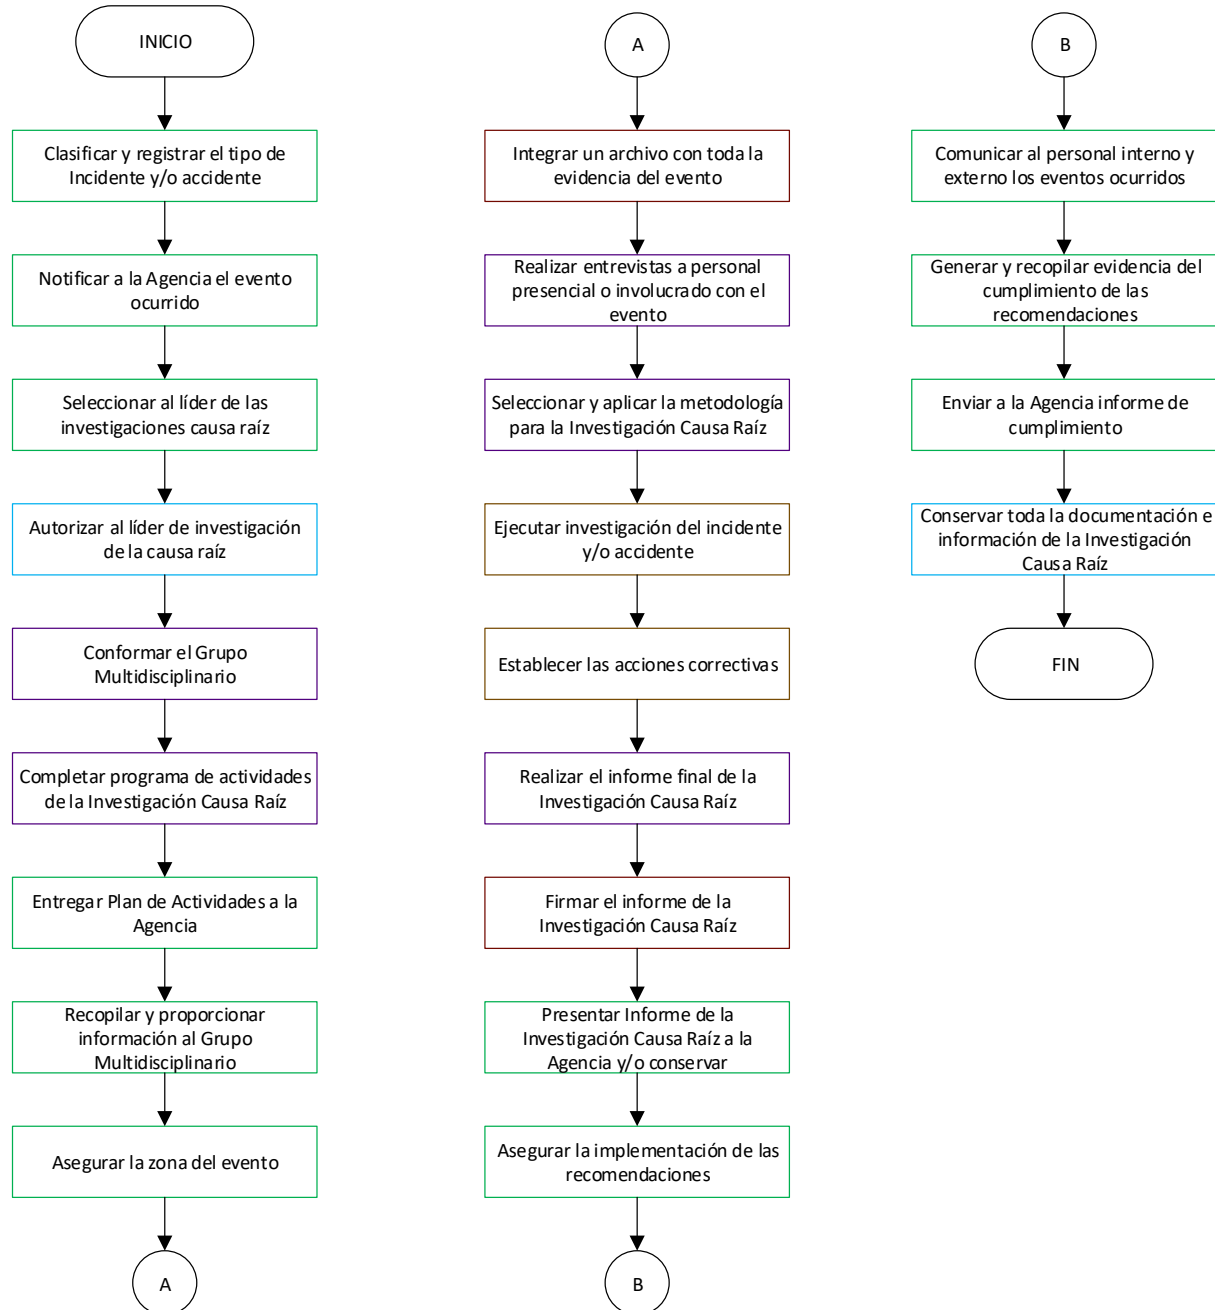 INICIO
Clasificar y registrar el tipo de
Incidente y/o accidente
Notificar a la Agencia el evento
ocurrido
Seleccionar al líder de las
investigaciones causa raíz
Autorizar al líder de investigación
de la causa raíz
Conformar el Grupo
Multidisciplinario
Completar programa de actividades
de la Investigación Causa Raíz
Entregar Plan de Actividades a la
Agencia
Recopilar y proporcionar
información al Grupo
Multidisciplinario
Asegurar la zona del evento
A
A
Integrar un archivo con toda la
evidencia del evento
Realizar entrevistas a personal
presencial o involucrado con el
evento
Seleccionar y aplicar la metodología
para la Investigación Causa Raíz
Ejecutar investigación del incidente
y/o accidente
Establecer las acciones correctivas
Realizar el informe final de la
Investigación Causa Raíz
Firmar el informe de la
Investigación Causa Raíz
Presentar Informe de la
Investigación Causa Raíz a la
Agencia y/o conservar
Asegurar la implementación de las
recomendaciones
B
B
Comunicar al personal interno y
externo los eventos ocurridos
Generar y recopilar evidencia del
cumplimiento de las
recomendaciones
Enviar a la Agencia informe de
cumplimiento
Conservar toda la documentación e
información de la Investigación
Causa Raíz
FIN